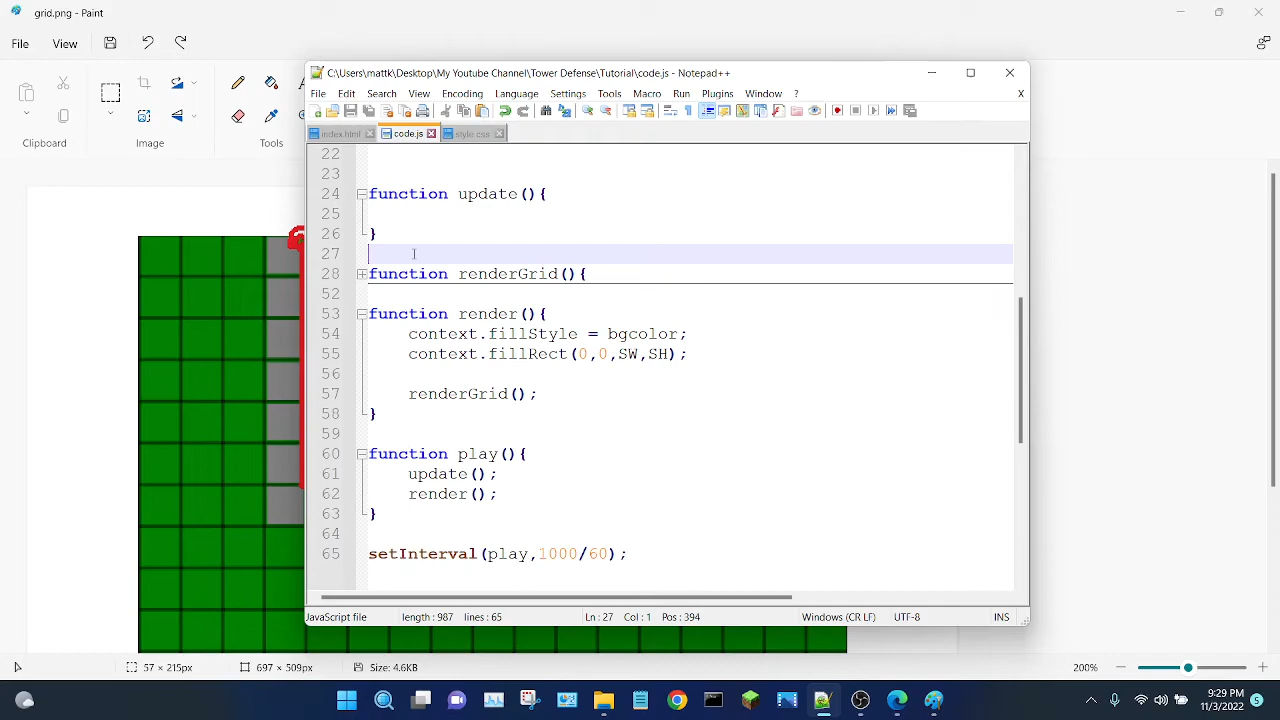 grid.png - Paint
File View
Clipboard
Image
Tools
C:\Users\mattk\Desktop\My Youtube Channel\Tower Defense\Tutorial\code.js - Notepad++
File Edit Search View Encoding Language Settings Tools Macro Run Plugins Window ? X
index.html code.js style.css
22
23
24 function update(){
25
26 }
27
28 function renderGrid(){
52
53 function render(){
54 context.fillStyle = bgcolor;
55 context.fillRect(0,0,SW,SH);
56
57 renderGrid();
58 }
59
60 function play(){
61 update();
62 render();
63 }
64
65 setInterval(play,1000/60);
JavaScript file length : 987 lines : 65 Ln : 27 Col : 1 Pos : 394 Windows (CR LF) UTF-8 INS
57 × 215px 697 × 509px Size: 4.6KB 200%
9:29 PM
11/3/2022 5